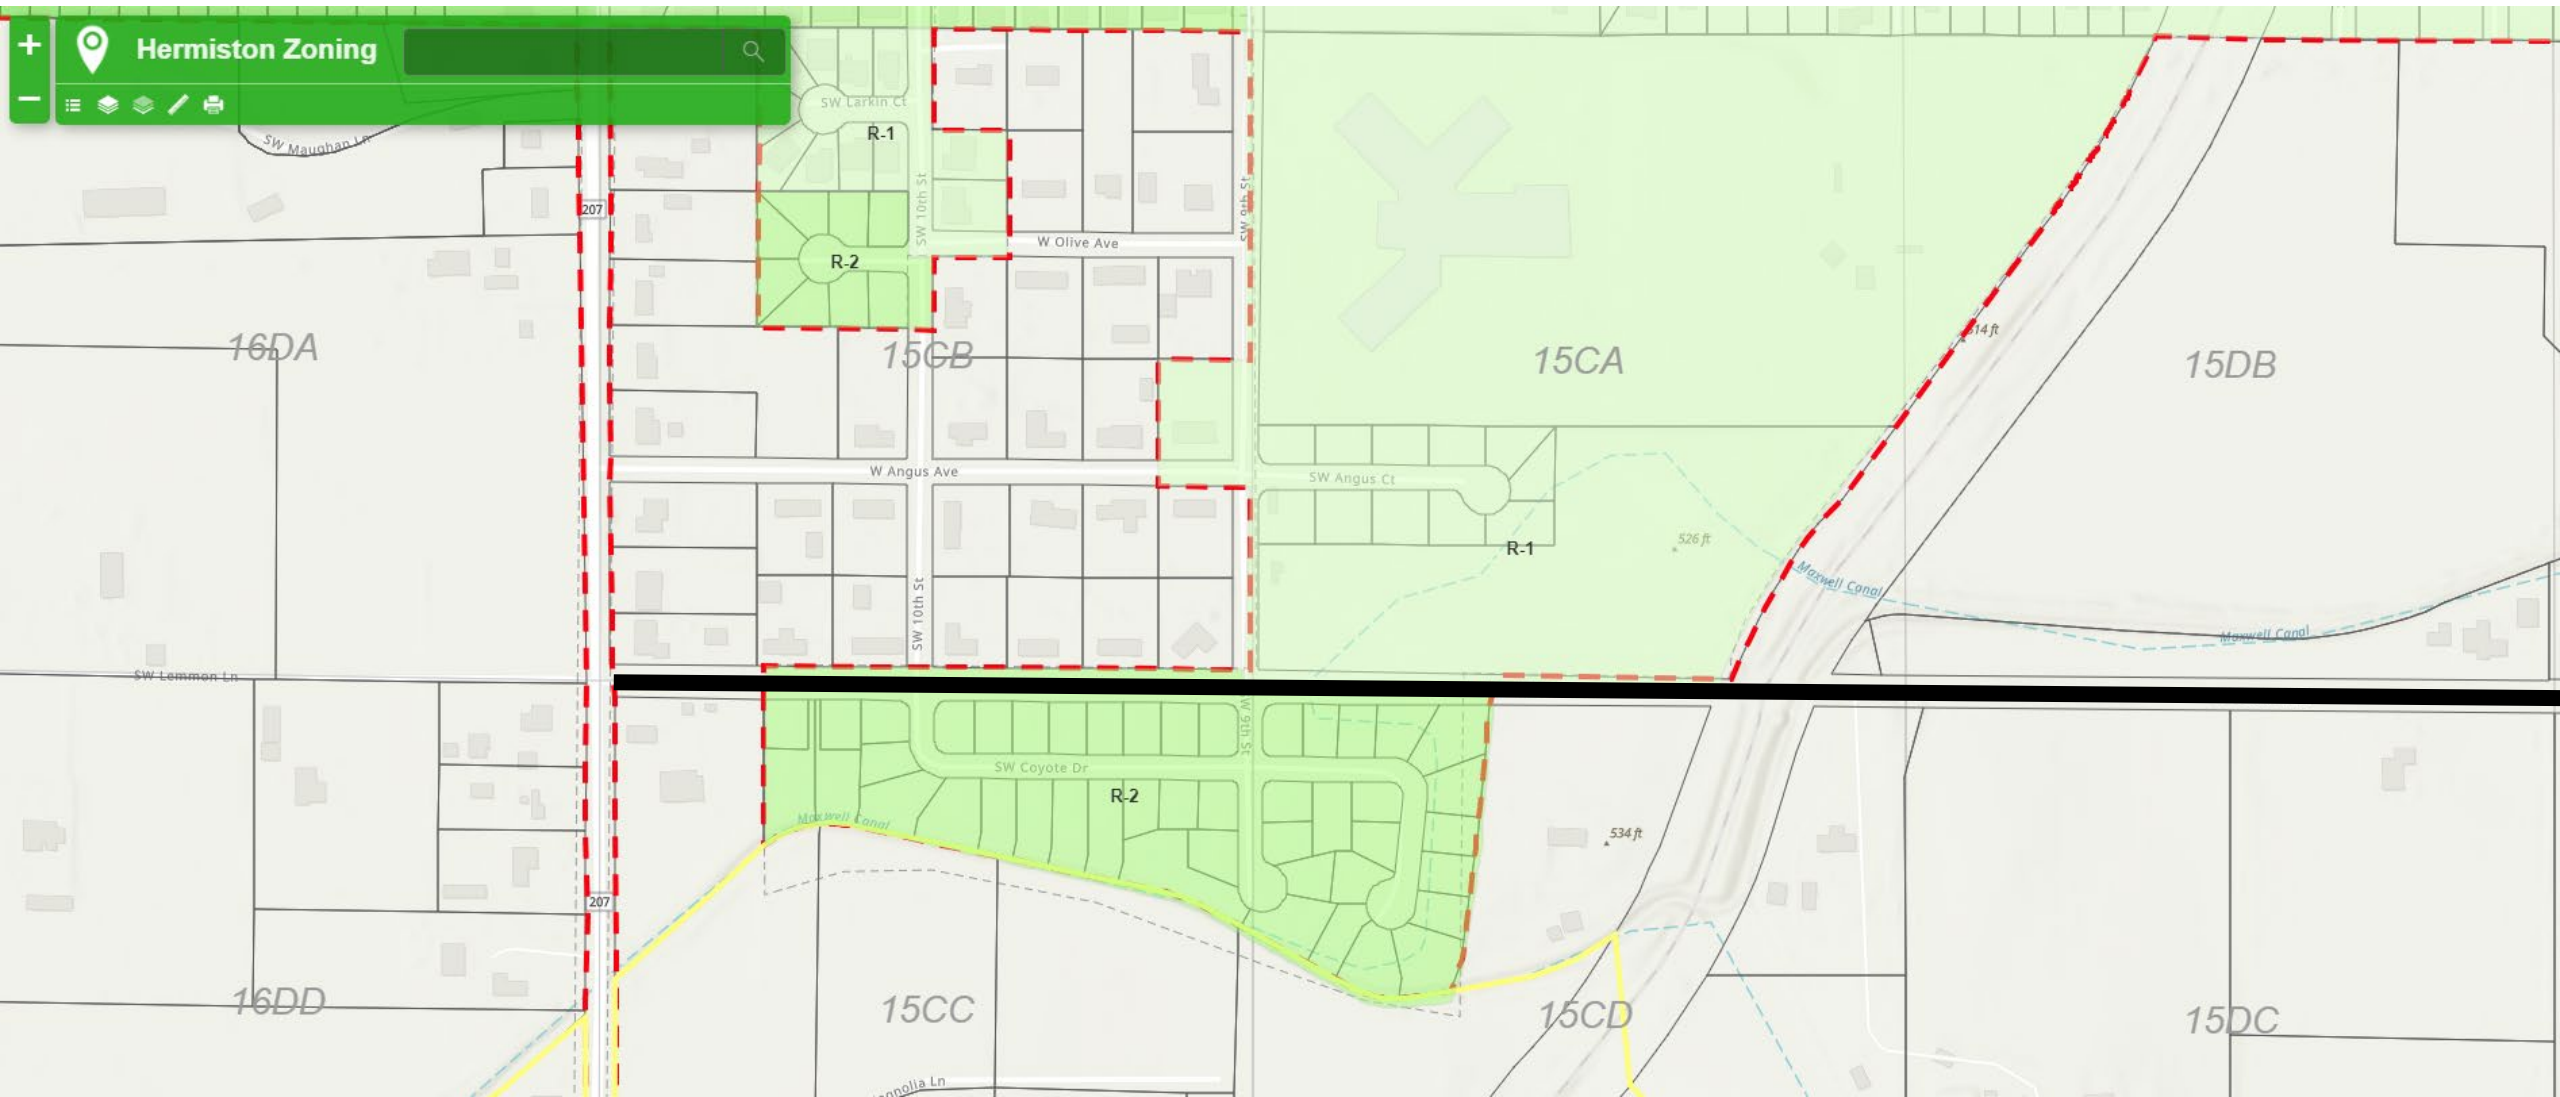 +
Hermiston Zoning
−
SW Larkin Ct
R-1
SW Maughan Ln
SW 10th St
207
SW 9th St
W Olive Ave
R-2
16DA
15CB
15CA
514 ft
15DB
W Angus Ave
SW Angus Ct
526 ft
R-1
Maxwell Canal
SW 10th St
Maxwell Canal
SW Lemmon Ln
SW 9th St
SW Coyote Dr
R-2
Maxwell Canal
534 ft
207
16DD
15CC
15CD
15DC
nolia Ln